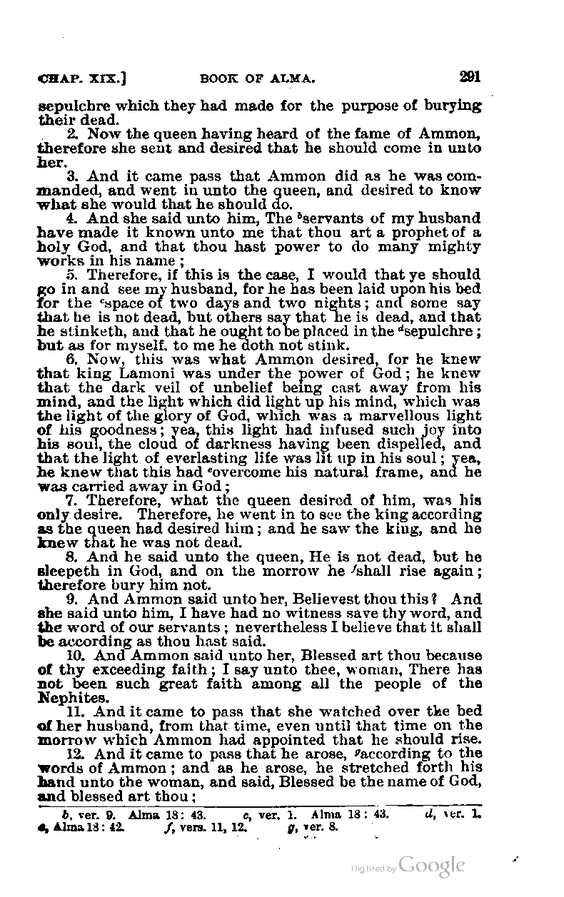 CHAP. XIX.] BOOK OF ALMA. 291
sepulchre which they had made for the purpose of burying
their dead.
2. Now the queen having heard of the fame of Ammon,
therefore she sent and desired that he should come in unto
her.
3. And it came pass that Ammon did as he was com-
manded, and went in unto the queen, and desired to know
what she would that he should do.
4. And she said unto him, The bservants of my husband
have made it known unto me that thou art a prophet of a
holy God, and that thou hast power to do many mighty
works in his name;
5. Therefore, if this is the case, I would that ye should
go in and see my husband, for he has been laid upon his bed
for the cspace of two days and two nights; and some say
that he is not dead, but others say that he is dead, and that
he stinketh, and that he ought to be placed in the dsepulchre;
but as for myself, to me he doth not stink.
6. Now, this was what Ammon desired, for he knew
that king Lamoni was under the power of God; he knew
that the dark veil of unbelief being cast away from his
mind, and the light which did light up his mind, which was
the light of the glory of God, which was a marvellous light
of his goodness; yea, this light had infused such joy into
his soul, the cloud of darkness having been dispelled, and
that the light of everlasting life was lit up in his soul; yea,
he knew that this had eovercome his natural frame, and he
was carried away in God;
7. Therefore, what the queen desired of him, was his
only desire. Therefore, he went in to see the king according
as the queen had desired him; and he saw the king, and he
knew that he was not dead.
8. And he said unto the queen, He is not dead, but he
sleepeth in God, and on the morrow he fshall rise again;
therefore bury him not.
9. And Ammon said unto her, Believest thou this? And
she said unto him, I have had no witness save thy word, and
the word of our servants; nevertheless I believe that it shall
be according as thou hast said.
10. And Ammon said unto her, Blessed art thou because
of thy exceeding faith; I say unto thee, woman, There has
not been such great faith among all the people of the
Nephites.
11. And it came to pass that she watched over the bed
of her husband, from that time, even until that time on the
morrow which Ammon had appointed that he should rise.
12. And it came to pass that he arose, gaccording to the
words of Ammon; and as he arose, he stretched forth his
hand unto the woman, and said, Blessed be the name of God,
and blessed art thou;
b, ver. 9. Alma 18: 43. c, ver. 1. Alma 18: 43. d, ver. 1.
e, Alma 18: 42. f, vers. 11, 12. g, ver. 8.
Digitized by Google